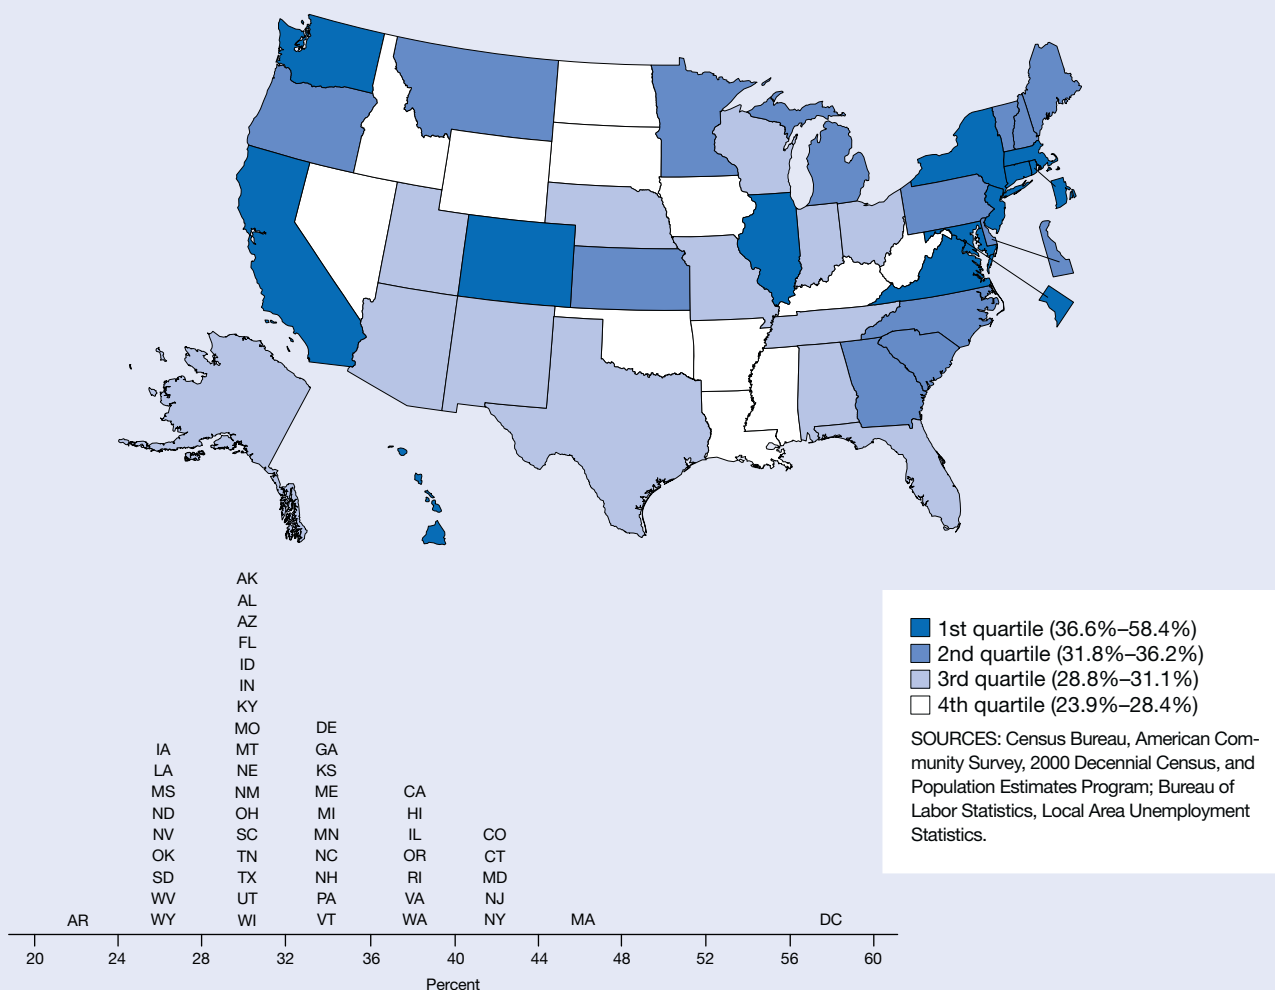 AK
AL
AZ
FL
ID
IN
KY
MO DE
IA MT GA
LA NE KS
MS NM ME CA
ND OH MI HI
NV SC MN IL CO
OK TN NC OR CT
SD TX NH RI MD
WV UT PA VA NJ
AR WY WI VT WA NY MA DC
20 24 28 32 36 40 44 48 52 56 60
Percent
1st quartile (36.6%–58.4%)
2nd quartile (31.8%–36.2%)
3rd quartile (28.8%–31.1%)
4th quartile (23.9%–28.4%)
SOURCES: Census Bureau, American Com-
munity Survey, 2000 Decennial Census, and
Population Estimates Program; Bureau of
Labor Statistics, Local Area Unemployment
Statistics.